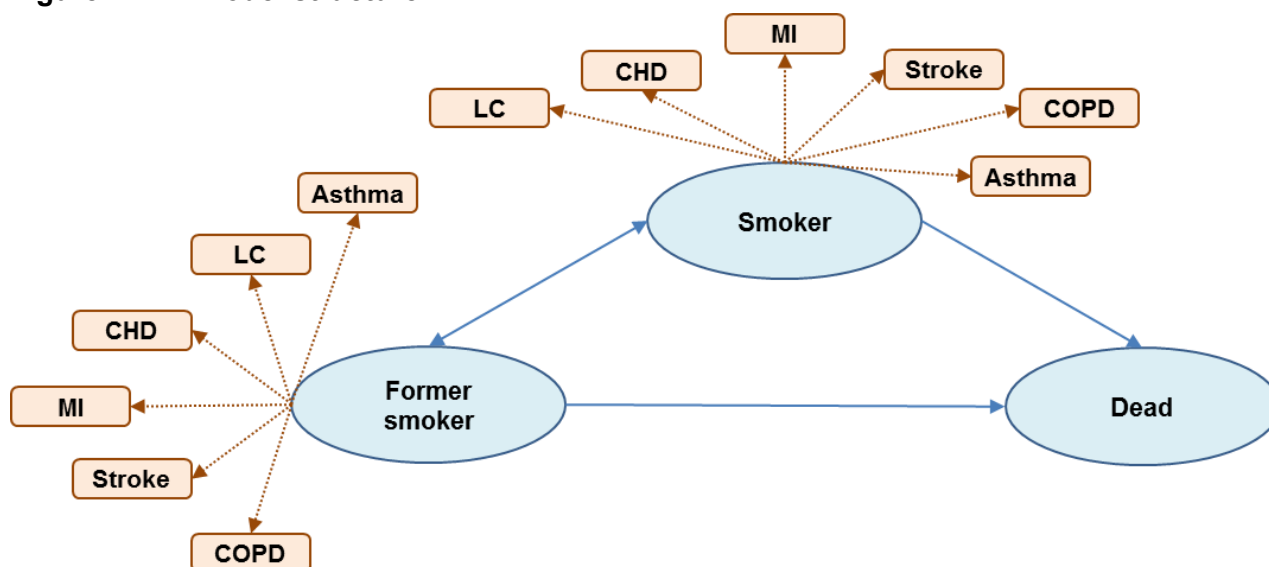 MI
CHD
Stroke
LC
COPD
Asthma
Smoker
Asthma
LC
CHD
MI
Stroke
COPD
Former
smoker
Dead